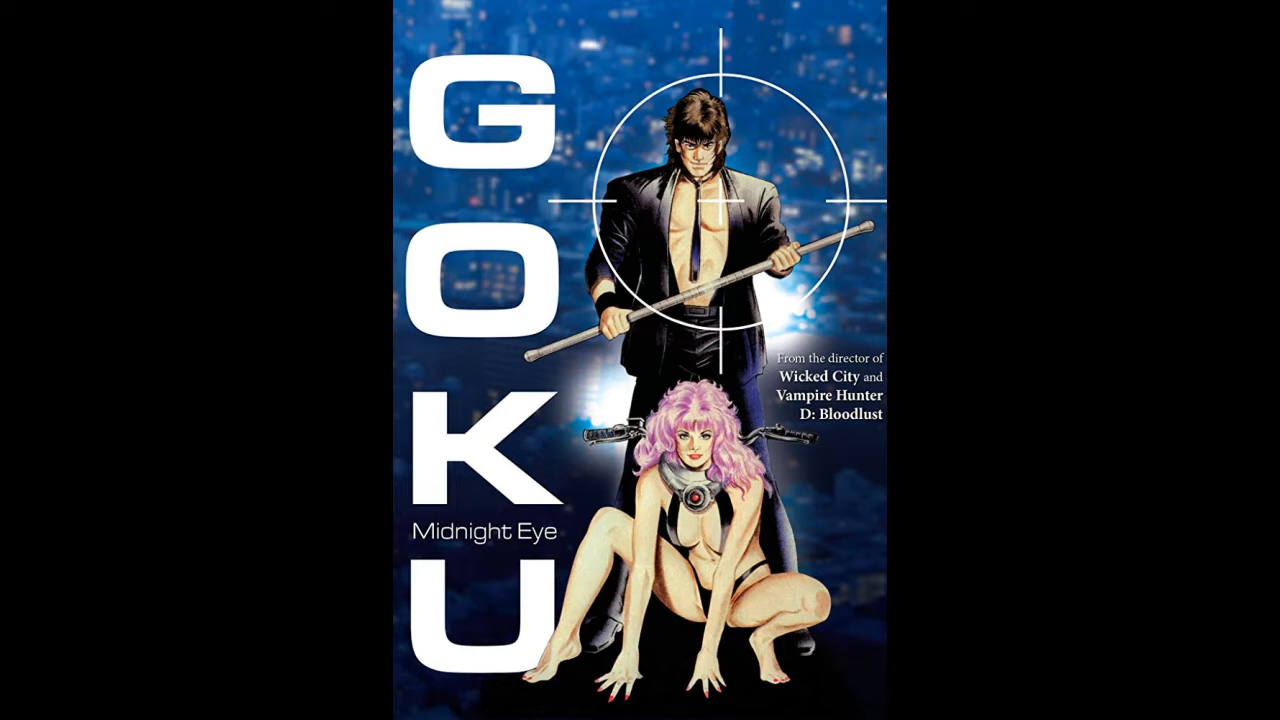 GOKU
Midnight Eye
From the director of
Wicked City and
Vampire Hunter
D: Bloodlust